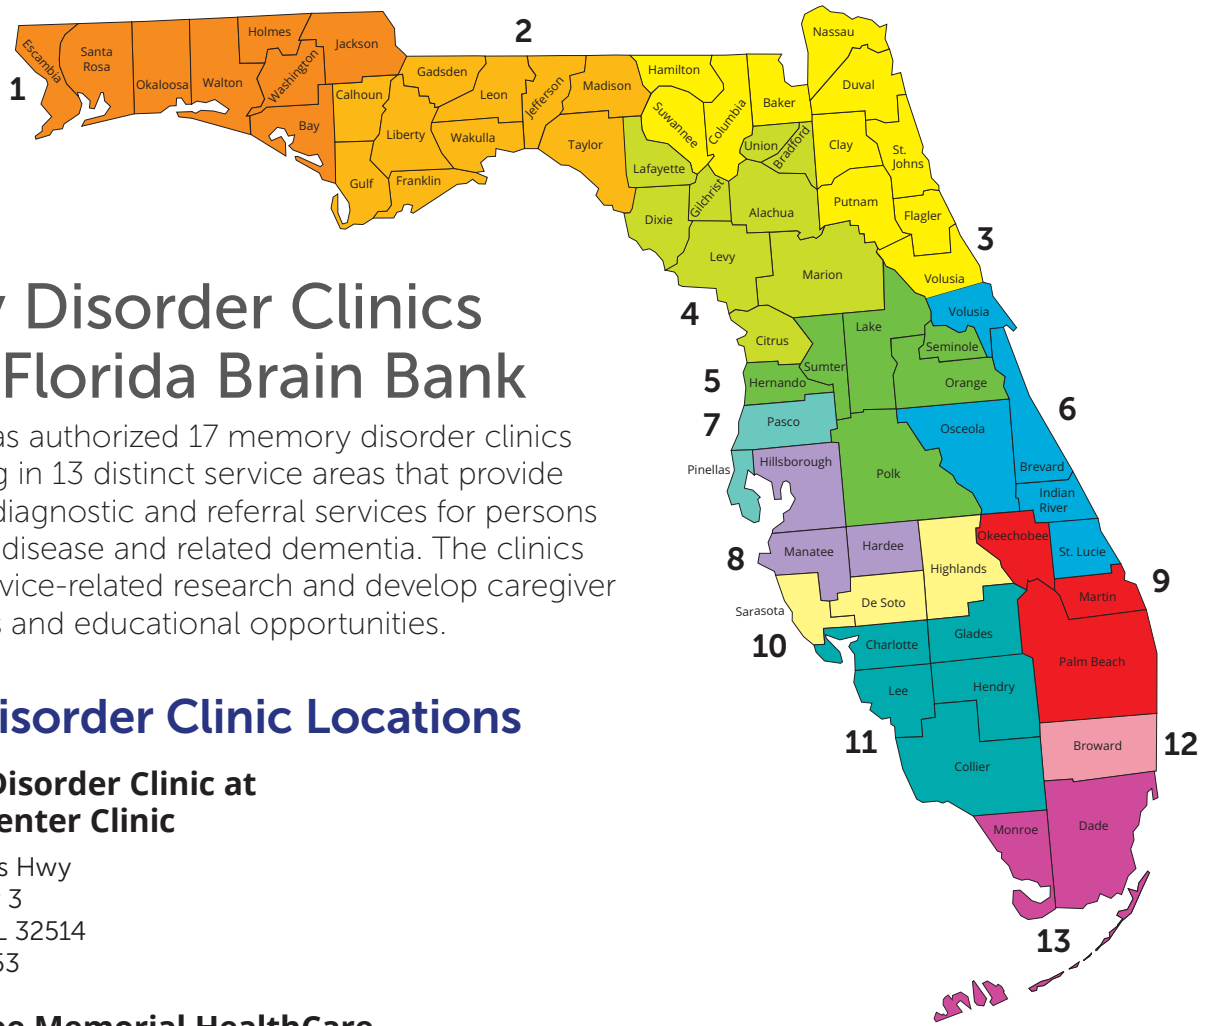 y Disorder Clinics
Florida Brain Bank
as authorized 17 memory disorder clinics
g in 13 distinct service areas that provide
diagnostic and referral services for persons
disease and related dementia. The clinics
vice-related research and develop caregiver
s and educational opportunities.
isorder Clinic Locations
Disorder Clinic at
enter Clinic
s Hwy
3
L 32514
53
ee Memorial HealthCare
1
2
3
4
5
6
7
8
9
10
11
12
13
Escambia
Santa
Rosa
Okaloosa
Walton
Holmes
Washington
Jackson
Bay
Calhoun
Gulf
Gadsden
Liberty
Franklin
Leon
Wakulla
Jefferson
Madison
Taylor
Hamilton
Suwannee
Columbia
Baker
Nassau
Duval
Clay
St.
Johns
Putnam
Flagler
Volusia
Lafayette
Union
Bradford
Dixie
Gilchrist
Alachua
Levy
Marion
Citrus
Hernando
Sumter
Lake
Seminole
Orange
Polk
Volusia
Osceola
Brevard
Indian
River
St. Lucie
Pasco
Pinellas
Hillsborough
Manatee
Hardee
Sarasota
De Soto
Highlands
Okeechobee
Martin
Palm Beach
Charlotte
Glades
Lee
Hendry
Collier
Broward
Monroe
Dade